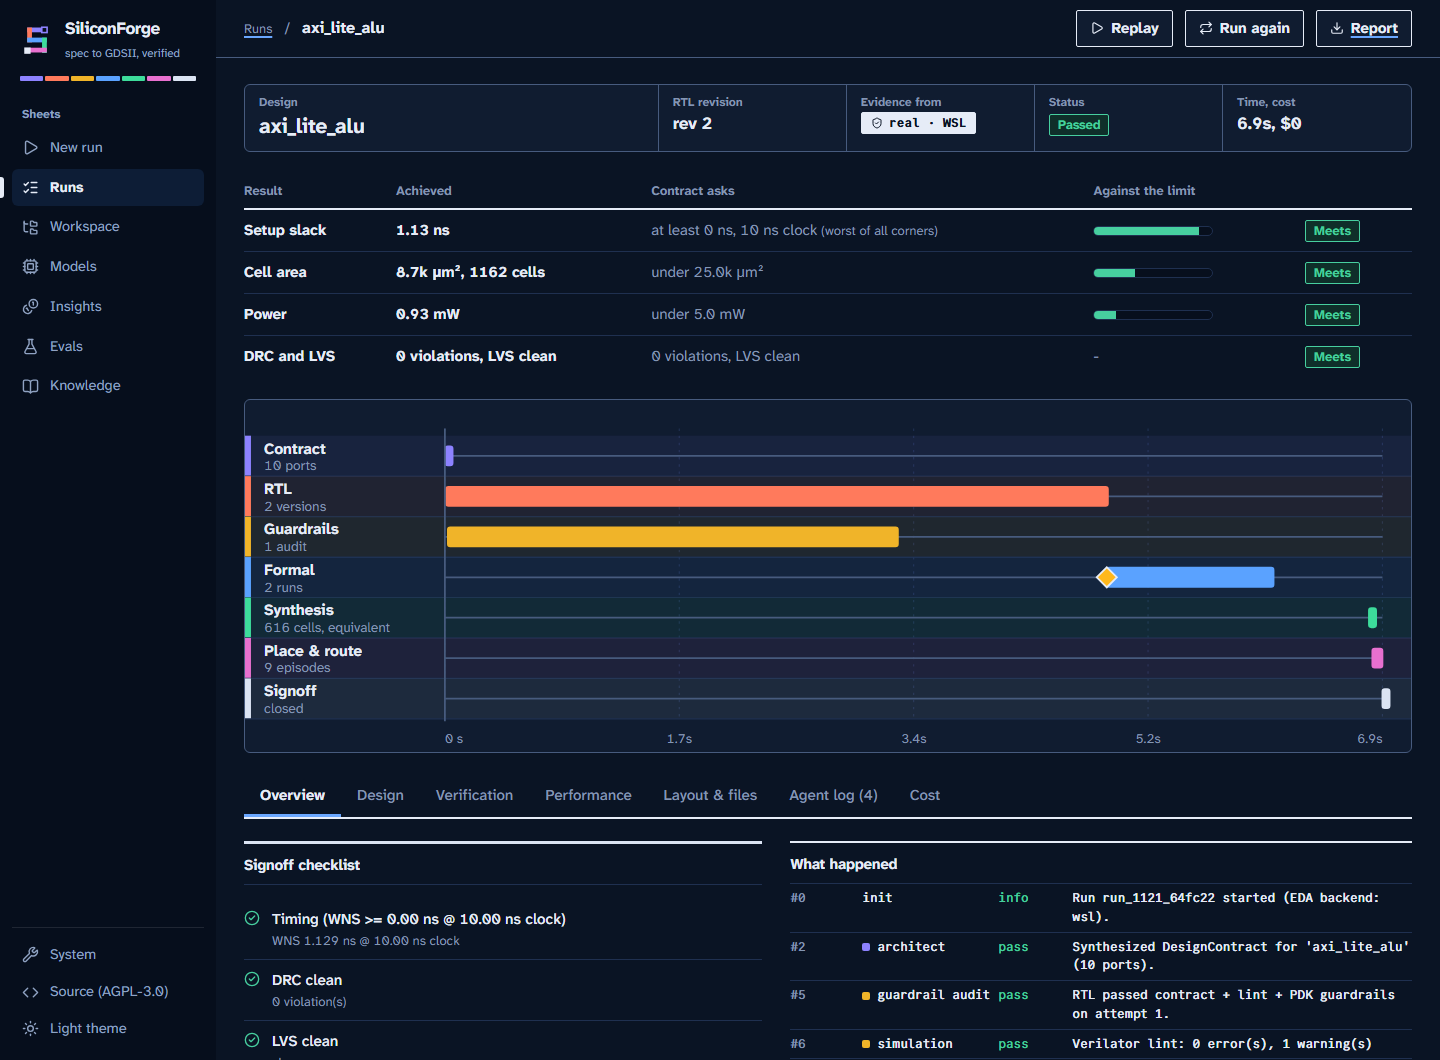 SiliconForge
spec to GDSII, verified
Sheets
New run
Runs
Workspace
Models
Insights
Evals
Knowledge
System
Source (AGPL-3.0)
Light theme
Runs / axi_lite_alu
Replay
Run again
Report
Design
axi_lite_alu
RTL revision
rev 2
Evidence from
real · WSL
Status
Passed
Time, cost
6.9s, $0
Result Achieved Contract asks Against the limit
Setup slack 1.13 ns at least 0 ns, 10 ns clock (worst of all corners) Meets
Cell area 8.7k µm², 1162 cells under 25.0k µm² Meets
Power 0.93 mW under 5.0 mW Meets
DRC and LVS 0 violations, LVS clean 0 violations, LVS clean - Meets
Contract
10 ports
RTL
2 versions
Guardrails
1 audit
Formal
2 runs
Synthesis
616 cells, equivalent
Place & route
9 episodes
Signoff
closed
0 s 1.7s 3.4s 5.2s 6.9s
Overview Design Verification Performance Layout & files Agent log (4) Cost
Signoff checklist
Timing (WNS >= 0.00 ns @ 10.00 ns clock)
WNS 1.129 ns @ 10.00 ns clock
DRC clean
0 violation(s)
LVS clean
What happened
#0 init info Run run_1121_64fc22 started (EDA backend:
wsl).
#2 architect pass Synthesized DesignContract for 'axi_lite_alu'
(10 ports).
#5 guardrail audit pass RTL passed contract + lint + PDK guardrails
on attempt 1.
#6 simulation pass Verilator lint: 0 error(s), 1 warning(s)